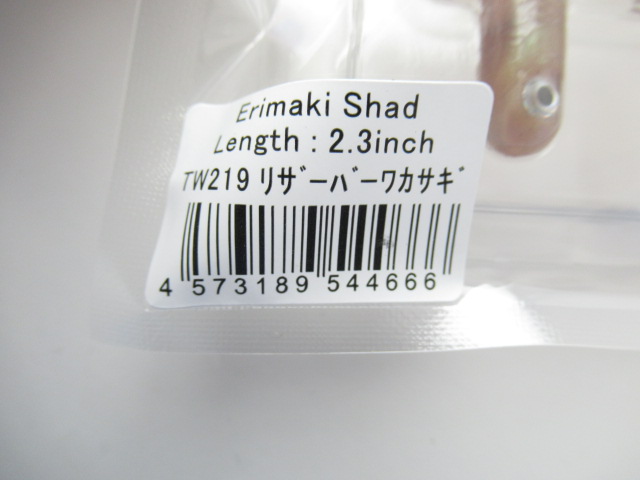 Erimaki Shad
Length : 2.3inch
TW219 ﾘｻﾞｰﾊﾞｰﾜｶｻｷﾞ
4 573189 544666